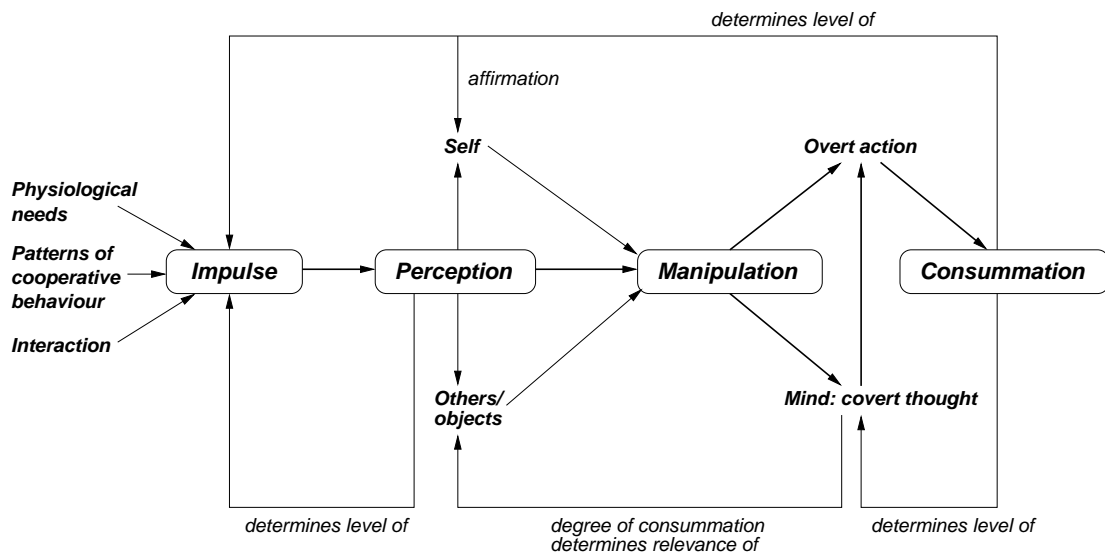 determines level of
affirmation
Self
Overt action
Physiological
needs
Patterns of
cooperative
behaviour
Impulse
Perception
Manipulation
Consummation
Interaction
Others/
objects
Mind: covert thought
determines level of
degree of consummation
determines relevance of
determines level of